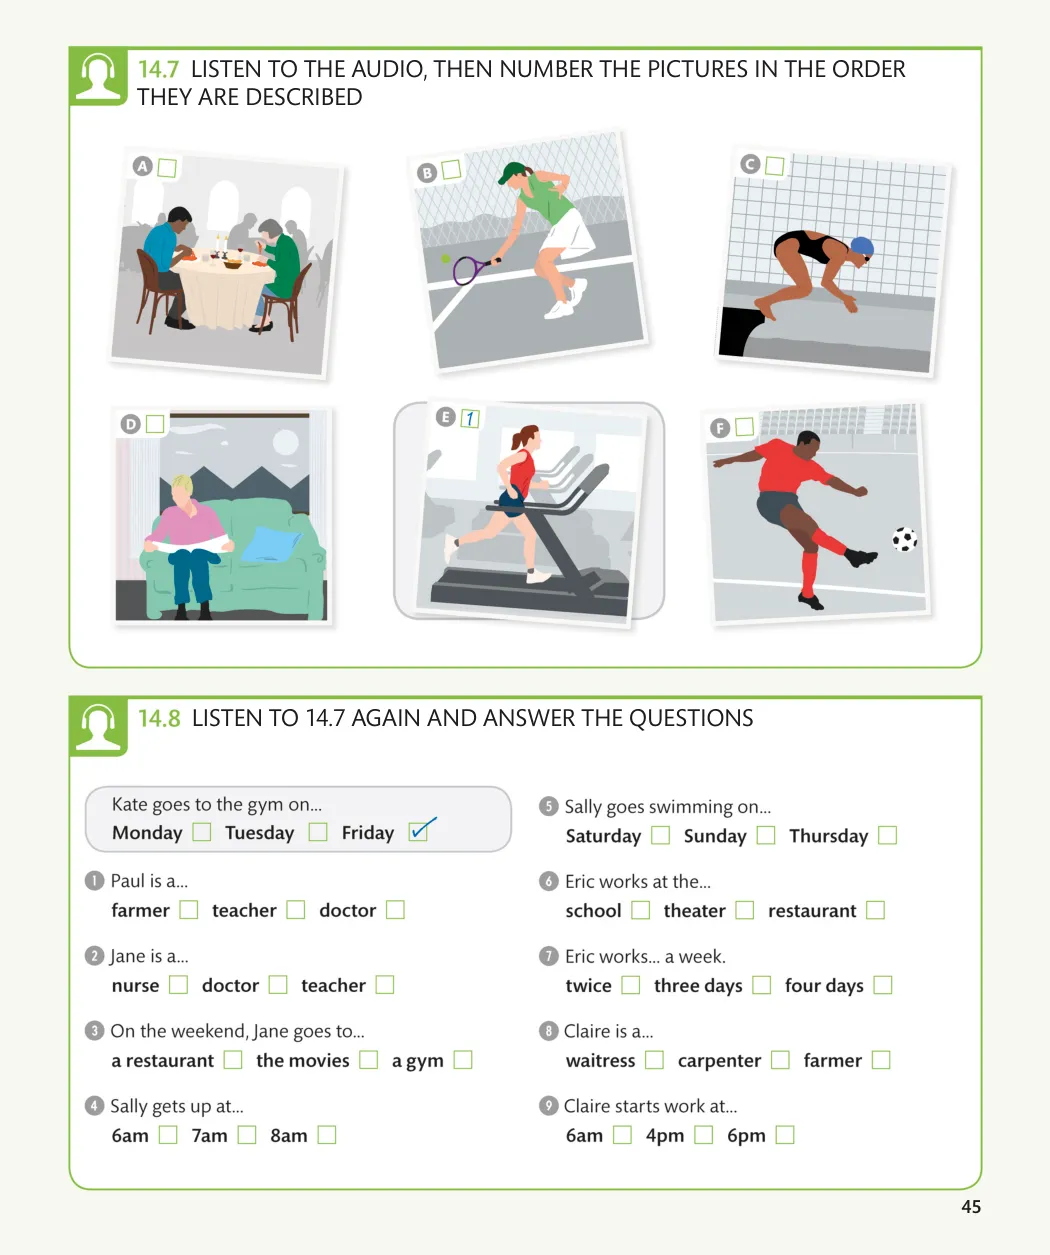 14.7 LISTEN TO THE AUDIO, THEN NUMBER THE PICTURES IN THE ORDER
THEY ARE DESCRIBED
A
B
C
D
E 1
F
14.8 LISTEN TO 14.7 AGAIN AND ANSWER THE QUESTIONS
Kate goes to the gym on...
Monday Tuesday Friday
1 Paul is a...
farmer teacher doctor
2 Jane is a...
nurse doctor teacher
3 On the weekend, Jane goes to...
a restaurant the movies a gym
4 Sally gets up at...
6am 7am 8am
5 Sally goes swimming on...
Saturday Sunday Thursday
6 Eric works at the...
school theater restaurant
7 Eric works... a week.
twice three days four days
8 Claire is a...
waitress carpenter farmer
9 Claire starts work at...
6am 4pm 6pm
45